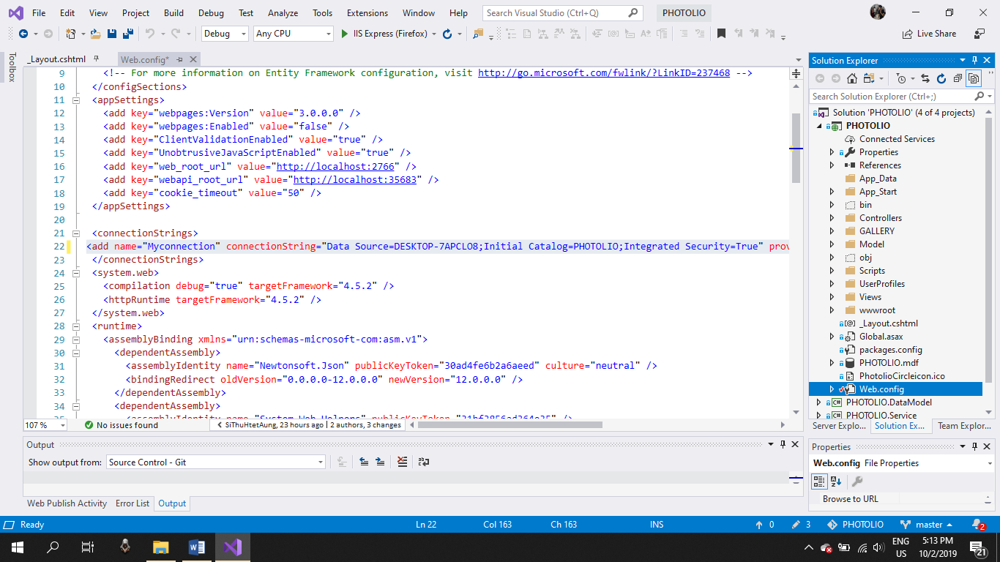 File Edit View Project Build Debug Test Analyze Tools Extensions Window Help Search Visual Studio (Ctrl+Q) PHOTOLIO
Debug Any CPU IIS Express (Firefox) Live Share
Toolbox
_Layout.cshtml Web.config*
9 <!-- For more information on Entity Framework configuration, visit http://go.microsoft.com/fwlink/?LinkID=237468 -->
10 </configSections>
11 <appSettings>
12 <add key="webpages:Version" value="3.0.0.0" />
13 <add key="webpages:Enabled" value="false" />
14 <add key="ClientValidationEnabled" value="true" />
15 <add key="UnobtrusiveJavaScriptEnabled" value="true" />
16 <add key="web_root_url" value="http://localhost:2766" />
17 <add key="webapi_root_url" value="http://localhost:35683" />
18 <add key="cookie_timeout" value="50" />
19 </appSettings>
20
21 <connectionStrings>
22 <add name="Myconnection" connectionString="Data Source=DESKTOP-7APCLO8;Initial Catalog=PHOTOLIO;Integrated Security=True" prov
23 </connectionStrings>
24 <system.web>
25 <compilation debug="true" targetFramework="4.5.2" />
26 <httpRuntime targetFramework="4.5.2" />
27 </system.web>
28 <runtime>
29 <assemblyBinding xmlns="urn:schemas-microsoft-com:asm.v1">
30 <dependentAssembly>
31 <assemblyIdentity name="Newtonsoft.Json" publicKeyToken="30ad4fe6b2a6aeed" culture="neutral" />
32 <bindingRedirect oldVersion="0.0.0.0-12.0.0.0" newVersion="12.0.0.0" />
33 </dependentAssembly>
34 <dependentAssembly>
107 % No issues found SiThuHtetAung, 23 hours ago | 2 authors, 3 changes
Output
Show output from: Source Control - Git
Web Publish Activity Error List Output
Solution Explorer
Search Solution Explorer (Ctrl+;)
Solution 'PHOTOLIO' (4 of 4 projects)
PHOTOLIO
Connected Services
Properties
References
App_Data
App_Start
bin
Controllers
GALLERY
Model
obj
Scripts
UserProfiles
Views
wwwroot
_Layout.cshtml
Global.asax
packages.config
PHOTOLIO.mdf
PhotolioCircleicon.ico
Web.config
PHOTOLIO.DataModel
PHOTOLIO.Service
Server Explo... Solution Ex... Team Explor...
Properties
Web.config File Properties
Browse to URL
Ready Ln 22 Col 163 Ch 163 INS 0 3 PHOTOLIO master 2
ENG
US
5:13 PM
10/2/2019
21